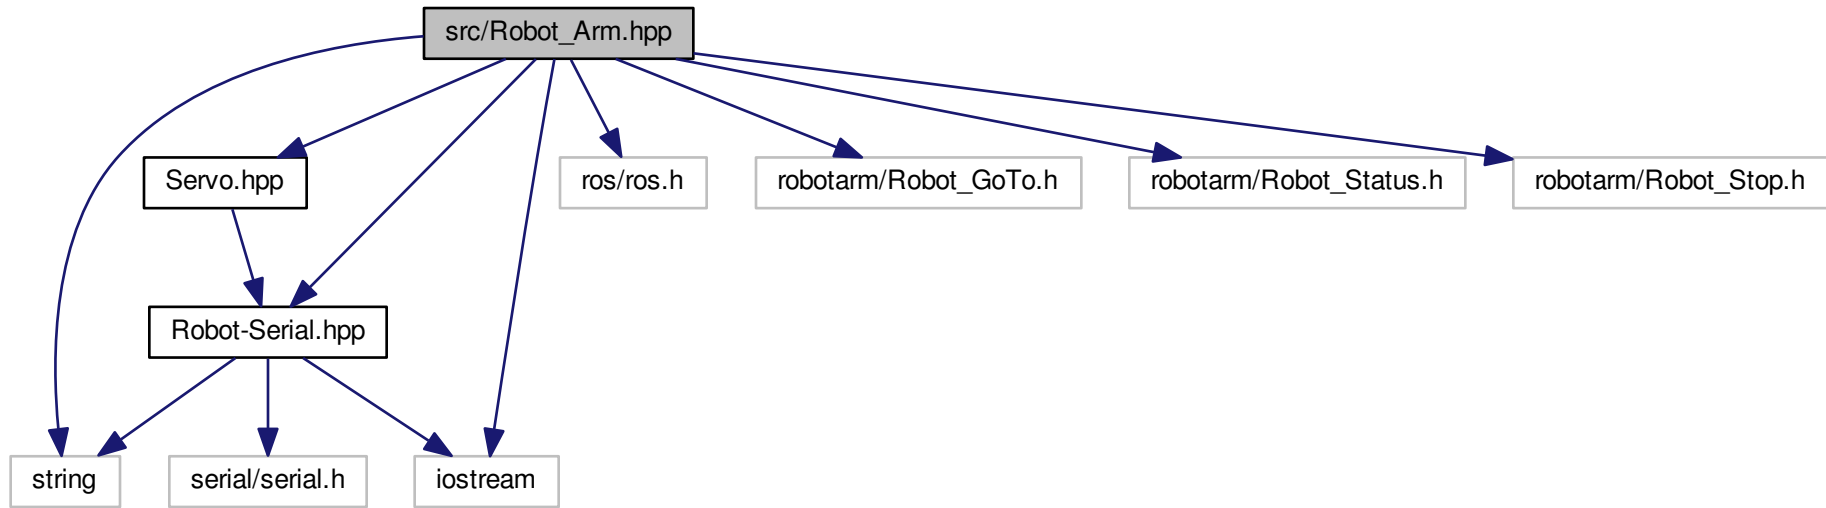 src/Robot_Arm.hpp
Servo.hpp
ros/ros.h
robotarm/Robot_GoTo.h
robotarm/Robot_Status.h
robotarm/Robot_Stop.h
Robot-Serial.hpp
string
serial/serial.h
iostream